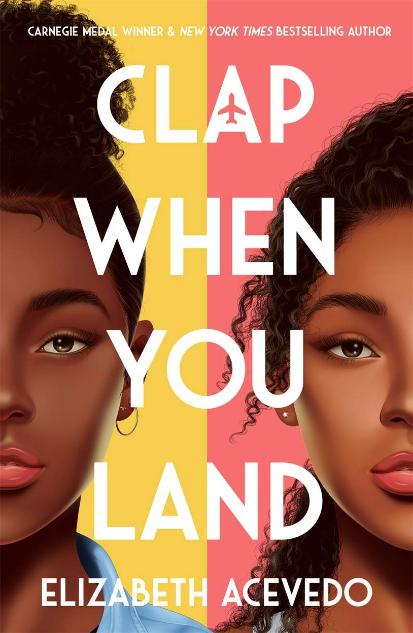 CARNEGIE MEDAL WINNER & NEW YORK TIMES BESTSELLING AUTHOR
CLAP
WHEN
YOU
LAND
ELIZABETH ACEVEDO